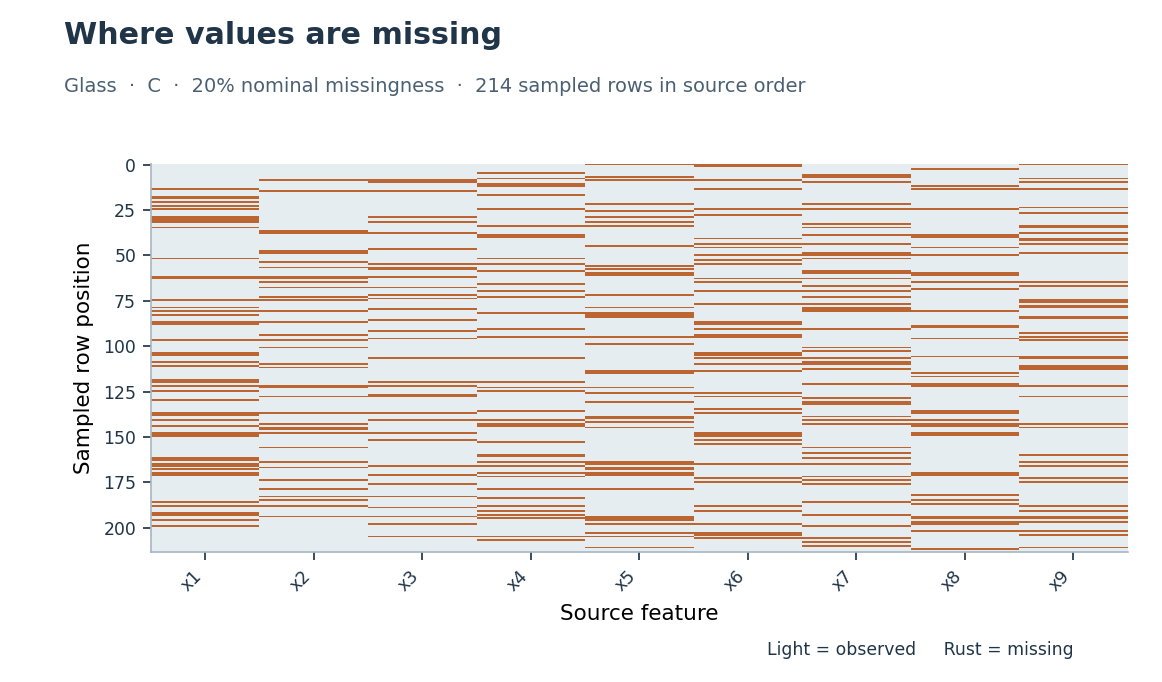 Where values are missing
Glass · C · 20% nominal missingness · 214 sampled rows in source order
0
25
50
75
100
125
150
175
200
Sampled row position
x1 x2 x3 x4 x5 x6 x7 x8 x9
Source feature
Light = observed Rust = missing